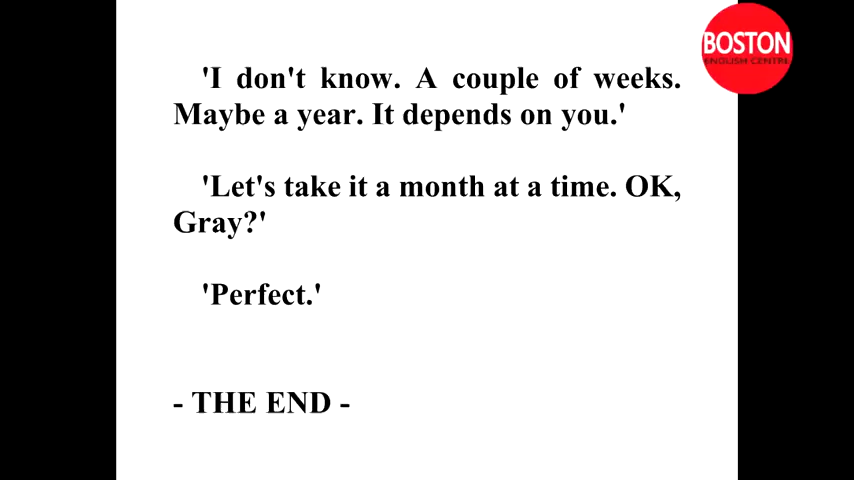 BOSTON
ENGLISH CENTRE
'I don't know. A couple of weeks.
Maybe a year. It depends on you.'
'Let's take it a month at a time. OK,
Gray?'
'Perfect.'
- THE END -